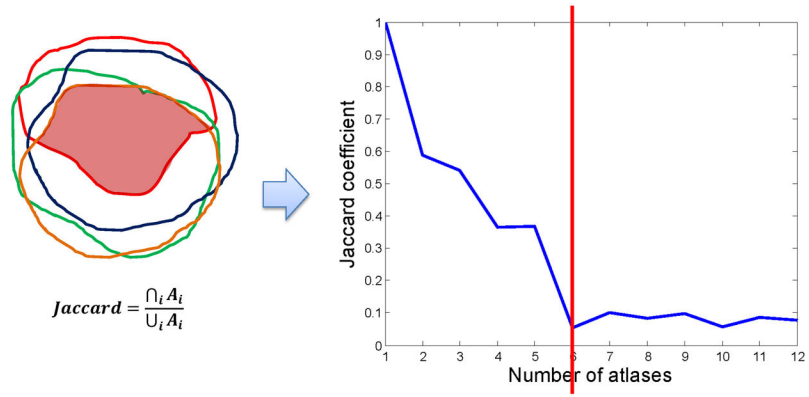 Jaccard = ⋂i Ai / ⋃i Ai
Jaccard coefficient
1
0.9
0.8
0.7
0.6
0.5
0.4
0.3
0.2
0.1
0
1 2 3 4 5 6 7 8 9 10 11 12
Number of atlases